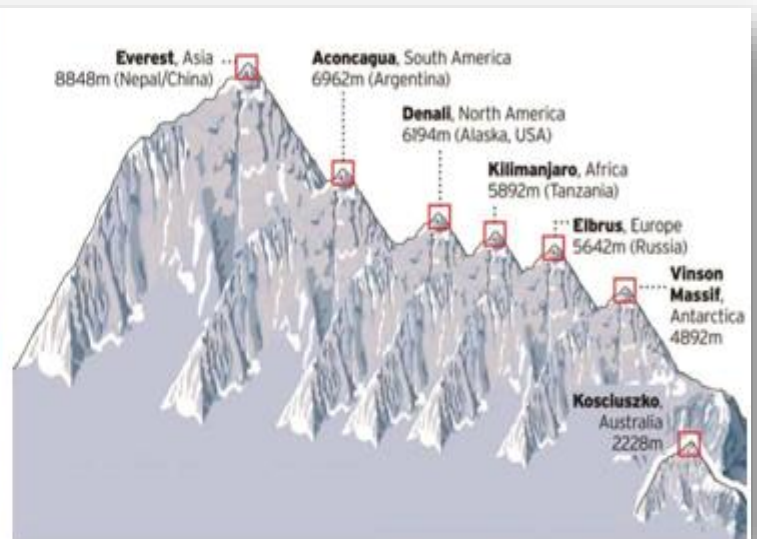 Everest, Asia
8848m (Nepal/China)
Aconcagua, South America
6962m (Argentina)
Denali, North America
6194m (Alaska, USA)
Kilimanjaro, Africa
5892m (Tanzania)
Elbrus, Europe
5642m (Russia)
Vinson
Massif,
Antarctica
4892m
Kosciuszko,
Australia
2228m